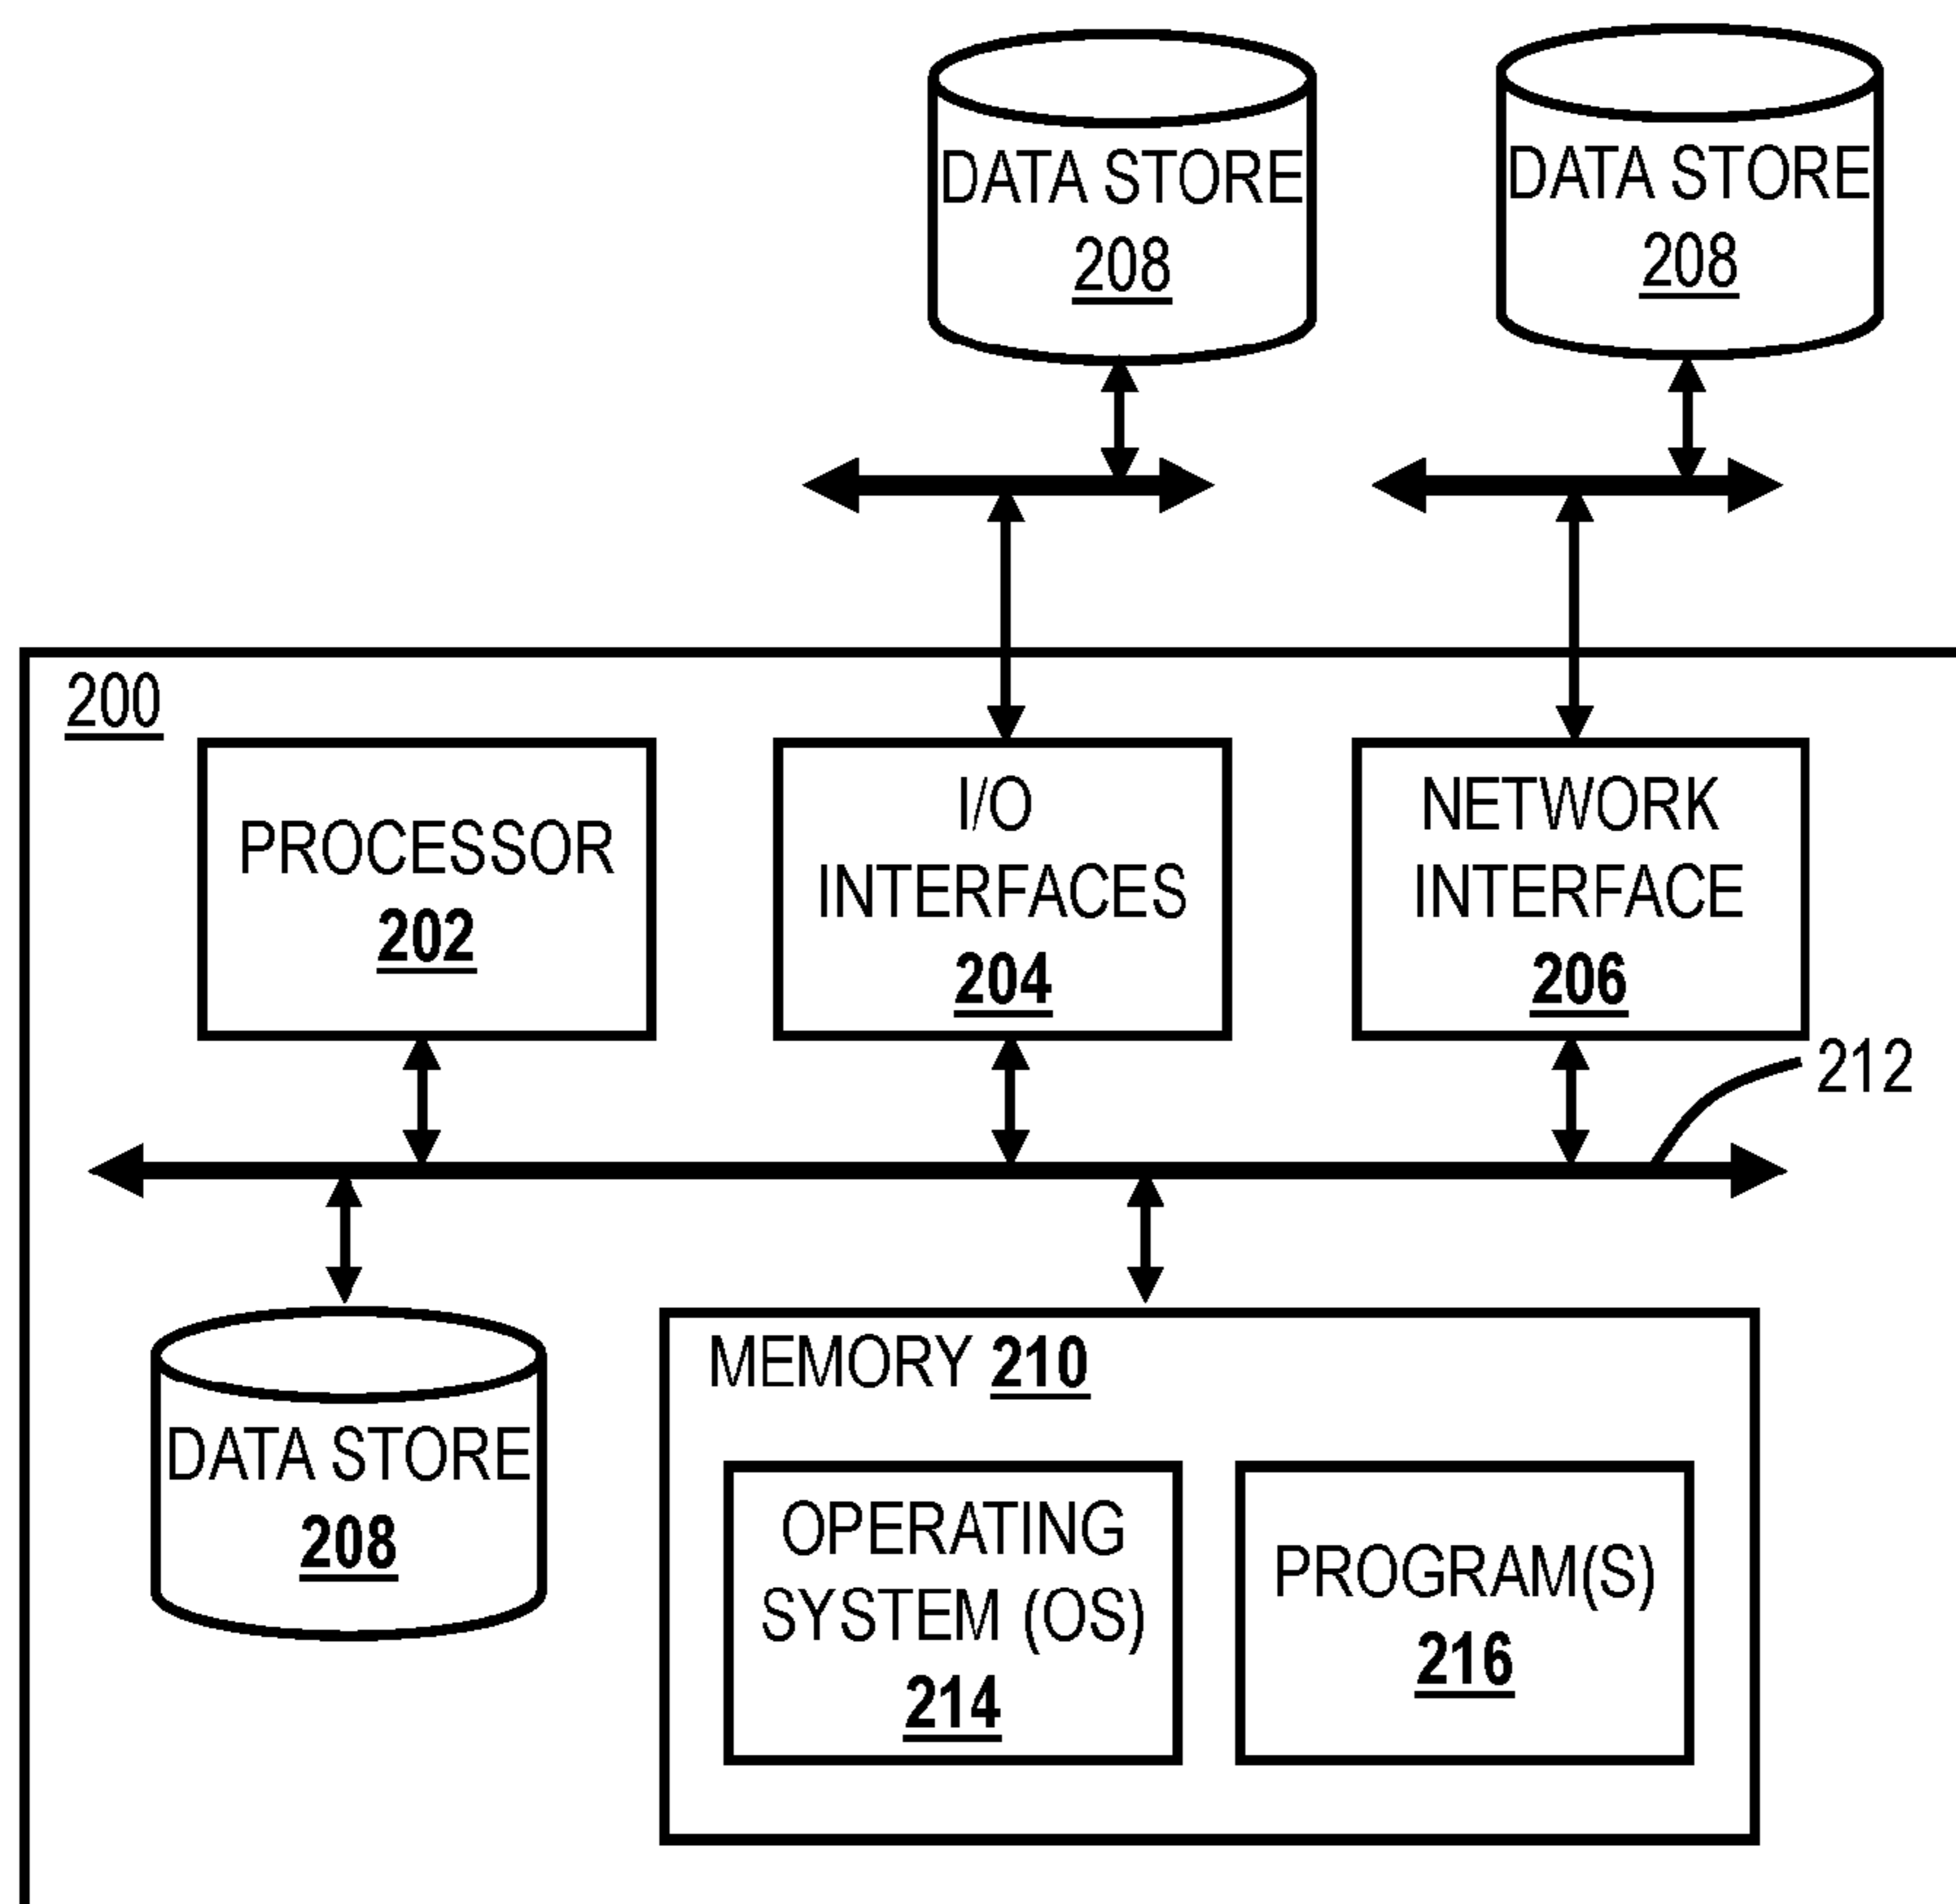 DATA STORE
208
DATA STORE
208
200
PROCESSOR
202
I/O
INTERFACES
204
NETWORK
INTERFACE
206
212
DATA STORE
208
MEMORY 210
OPERATING
SYSTEM (OS)
214
PROGRAM(S)
216